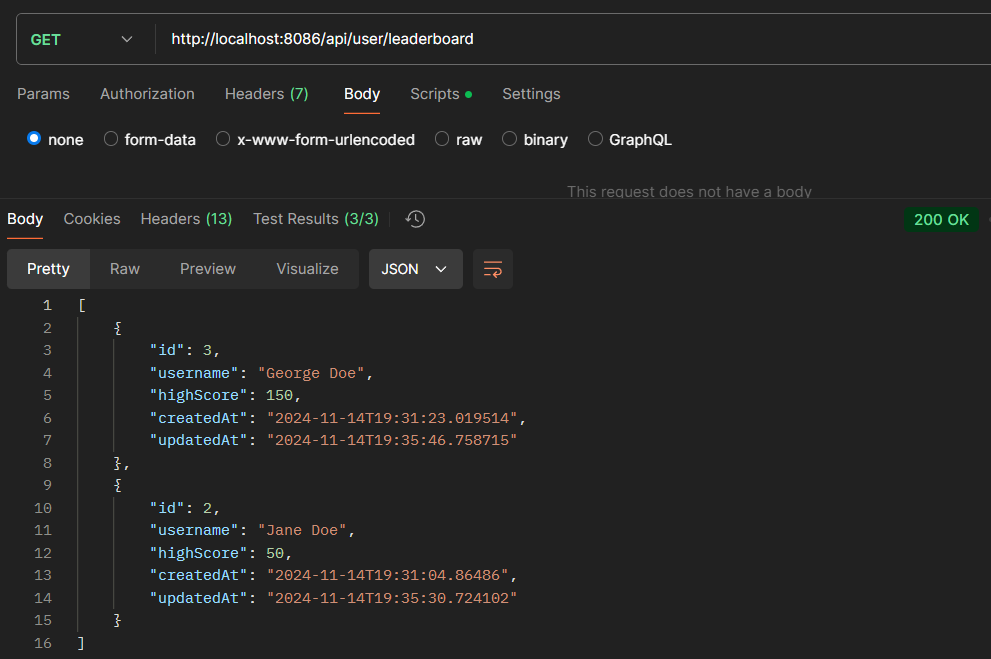 GET http://localhost:8086/api/user/leaderboard
Params Authorization Headers (7) Body Scripts Settings
none form-data x-www-form-urlencoded raw binary GraphQL
This request does not have a body
Body Cookies Headers (13) Test Results (3/3) 200 OK
Pretty Raw Preview Visualize JSON
1 [
2 {
3 "id": 3,
4 "username": "George Doe",
5 "highScore": 150,
6 "createdAt": "2024-11-14T19:31:23.019514",
7 "updatedAt": "2024-11-14T19:35:46.758715"
8 },
9 {
10 "id": 2,
11 "username": "Jane Doe",
12 "highScore": 50,
13 "createdAt": "2024-11-14T19:31:04.86486",
14 "updatedAt": "2024-11-14T19:35:30.724102"
15 }
16 ]